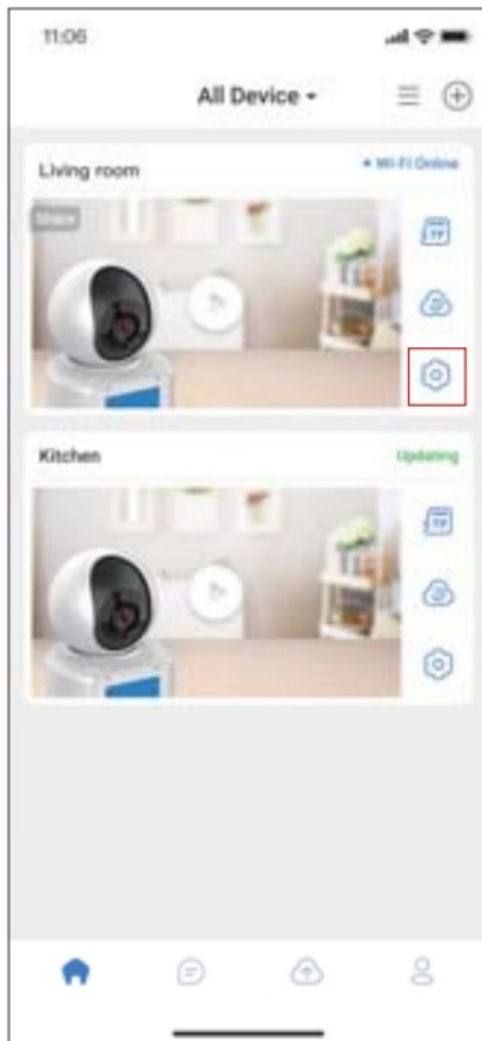 11:06
All Device
Living room
Wi-Fi Online
Share
TF
Kitchen
Updating
TF